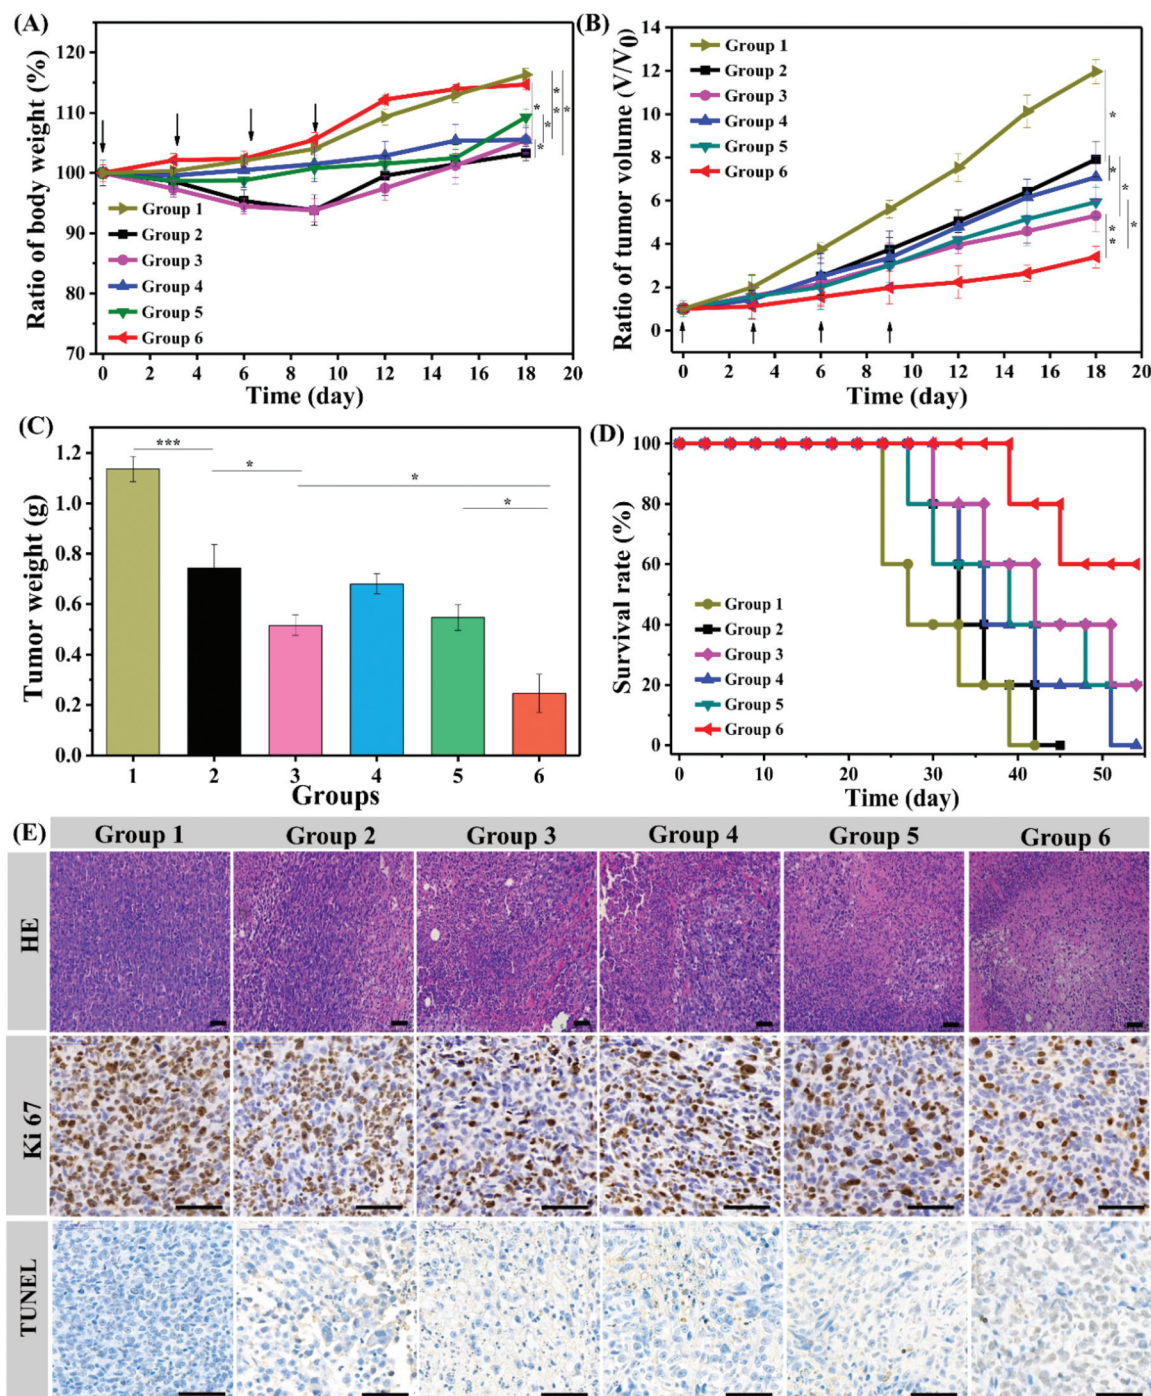 (A)
Ratio of body weight (%)
120
110
100
90
80
70
0 2 4 6 8 10 12 14 16 18 20
Time (day)
Group 1
Group 2
Group 3
Group 4
Group 5
Group 6
* * * * * *
(B)
Ratio of tumor volume (V/V0)
14
12
10
8
6
4
2
0
0 2 4 6 8 10 12 14 16 18 20
Time (day)
Group 1
Group 2
Group 3
Group 4
Group 5
Group 6
* * * * * *
(C)
Tumor weight (g)
1.2
1.0
0.8
0.6
0.4
0.2
0.0
*** * * *
1 2 3 4 5 6
Groups
(D)
Survival rate (%)
100
80
60
40
20
0
0 10 20 30 40 50
Time (day)
Group 1
Group 2
Group 3
Group 4
Group 5
Group 6
(E)
Group 1 Group 2 Group 3 Group 4 Group 5 Group 6
HE
Ki 67
TUNEL